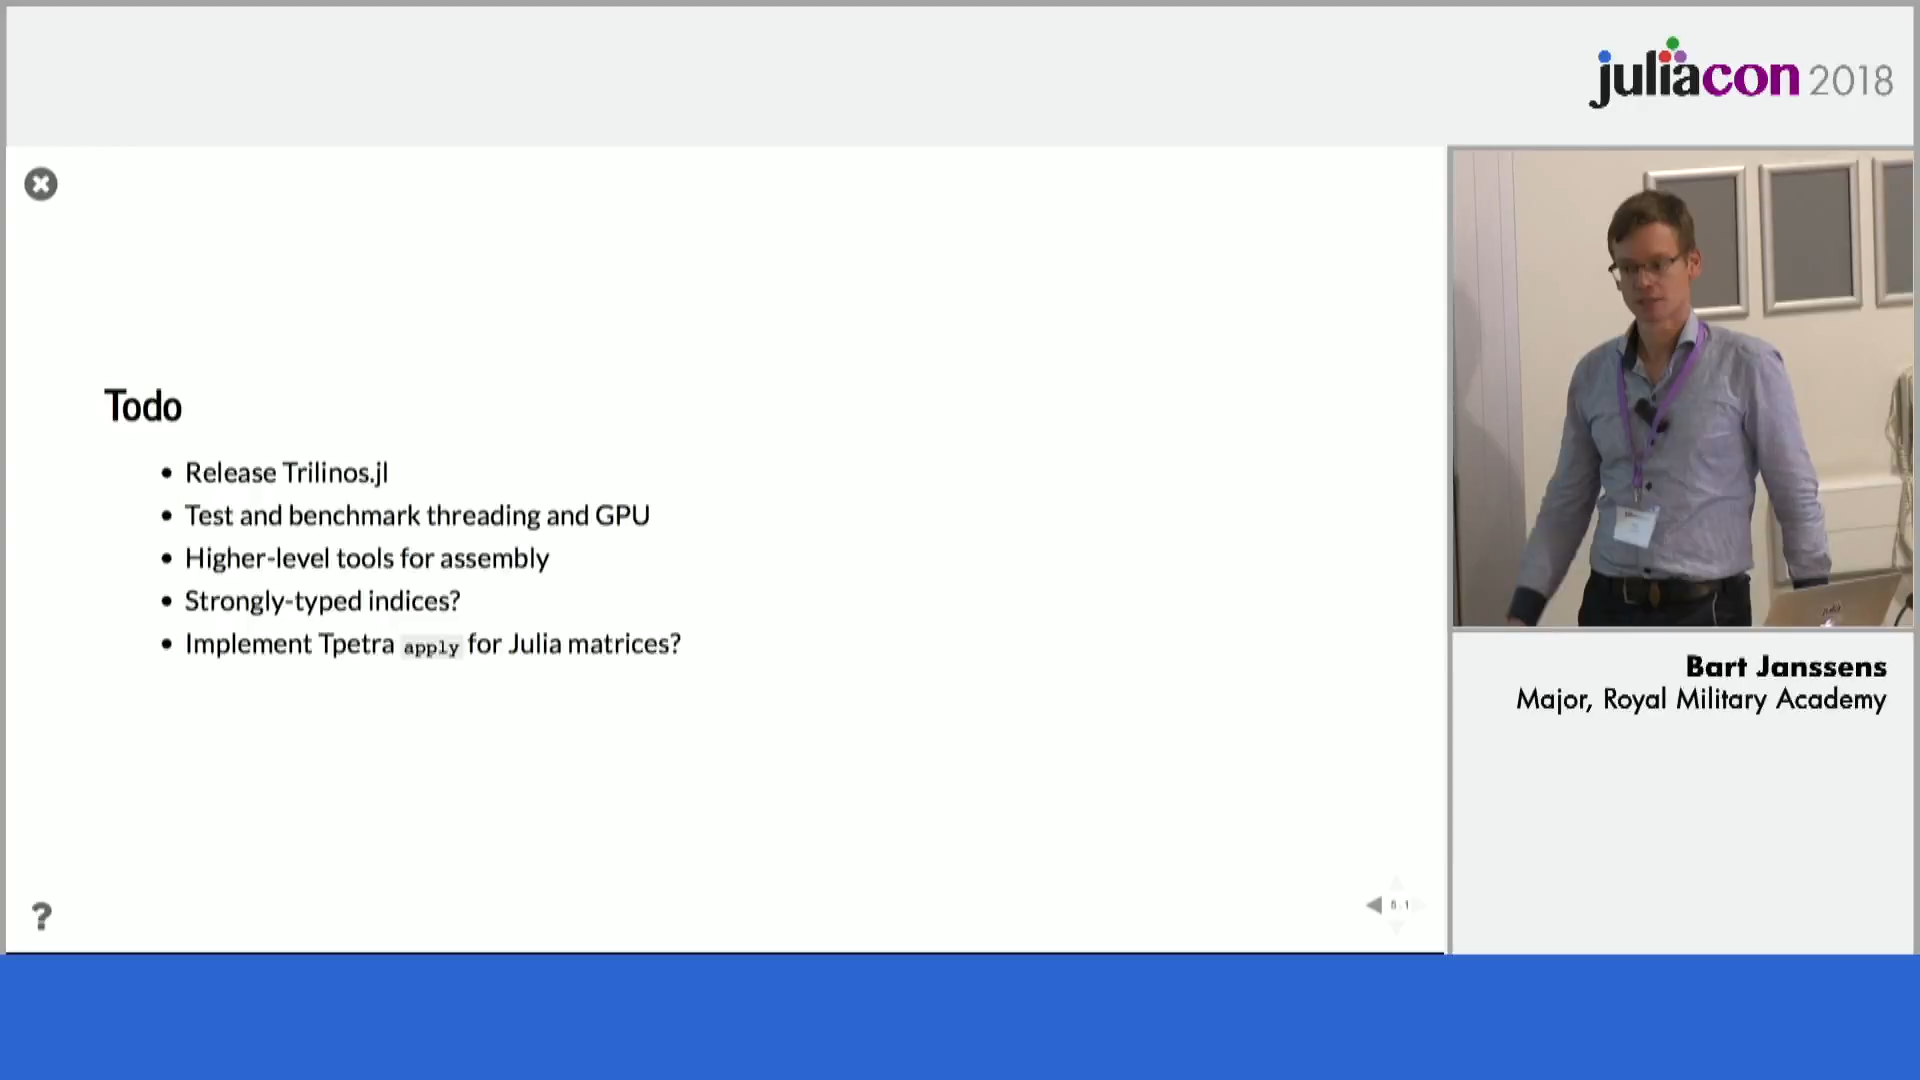 juliacon 2018
Todo
• Release Trilinos.jl
• Test and benchmark threading and GPU
• Higher-level tools for assembly
• Strongly-typed indices?
• Implement Tpetra apply for Julia matrices?
Bart Janssens
Major, Royal Military Academy
?